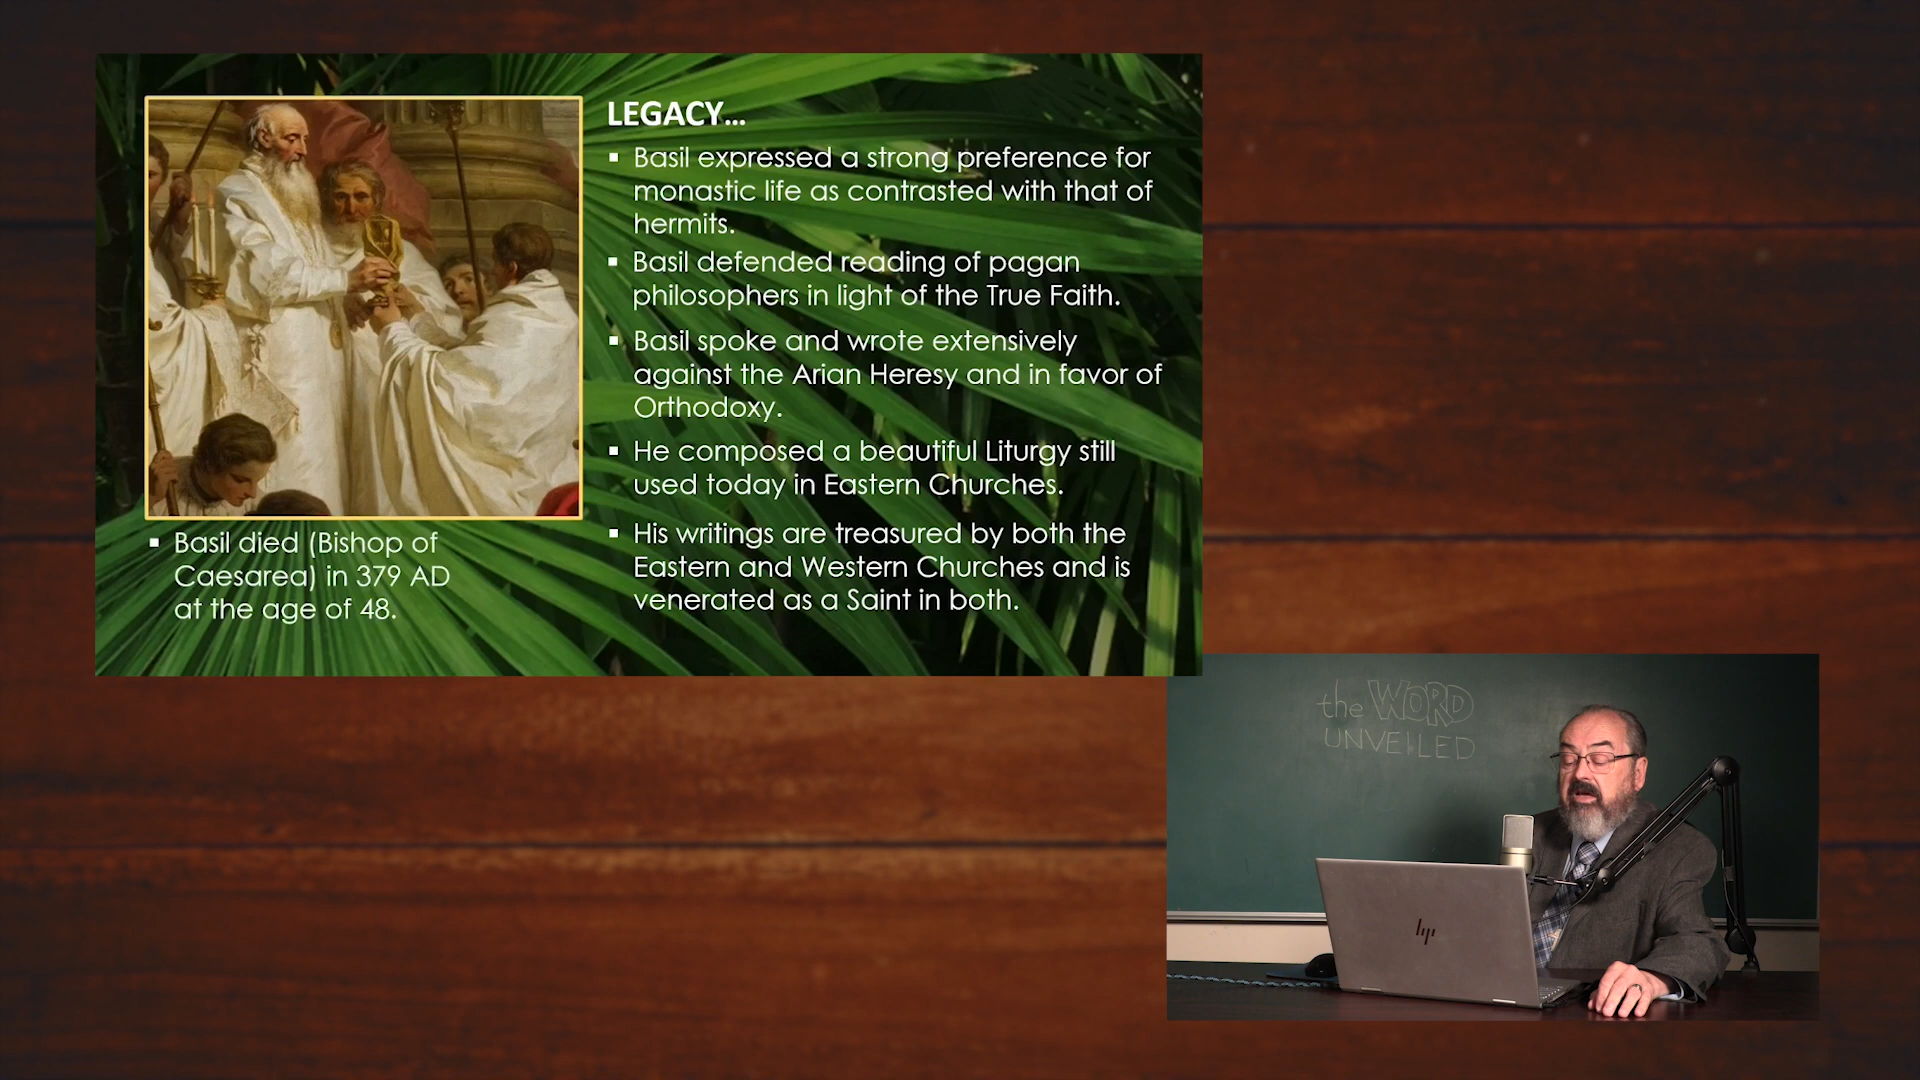 LEGACY...
▪ Basil expressed a strong preference for
monastic life as contrasted with that of
hermits.
▪ Basil defended reading of pagan
philosophers in light of the True Faith.
▪ Basil spoke and wrote extensively
against the Arian Heresy and in favor of
Orthodoxy.
▪ He composed a beautiful Liturgy still
used today in Eastern Churches.
▪ His writings are treasured by both the
Eastern and Western Churches and is
venerated as a Saint in both.
▪ Basil died (Bishop of
Caesarea) in 379 AD
at the age of 48.
the WORD
UNVEILED
hp